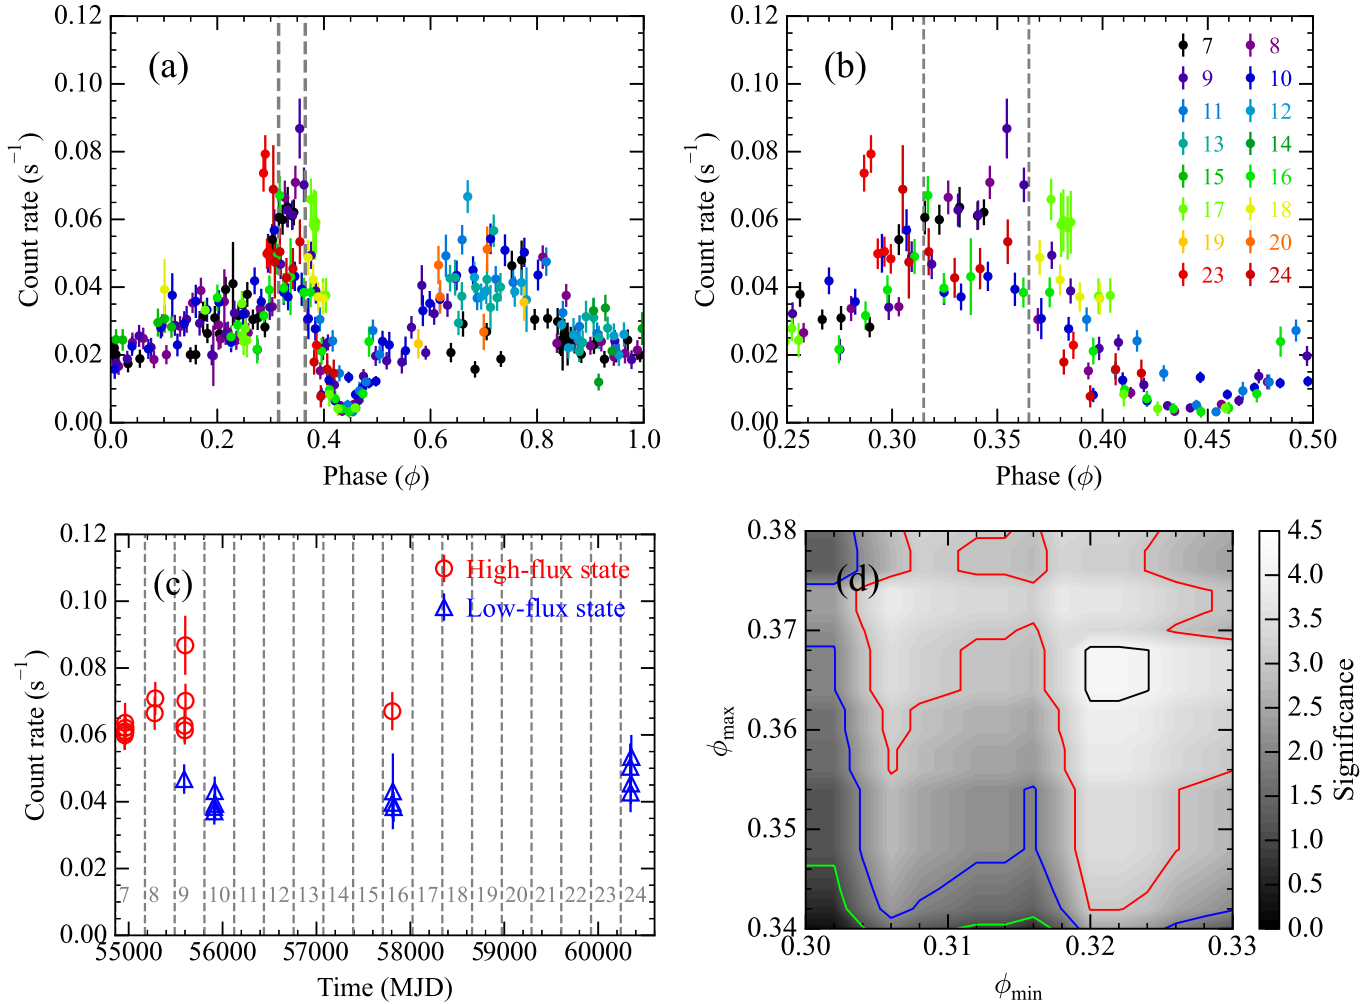 0.12
0.10
0.08
0.06
0.04
0.02
0.00
Count rate (s−1)
(a)
0.0 0.2 0.4 0.6 0.8 1.0
Phase (ϕ)
0.12
0.10
0.08
0.06
0.04
0.02
0.00
Count rate (s−1)
(b)
7 8
9 10
11 12
13 14
15 16
17 18
19 20
23 24
0.25 0.30 0.35 0.40 0.45 0.50
Phase (ϕ)
0.12
0.10
0.08
0.06
0.04
0.02
0.00
Count rate (s−1)
(c)
High-flux state
Low-flux state
7 8 9 10 11 12 13 14 15 16 17 18 19 20 21 22 23 24
55000 56000 57000 58000 59000 60000
Time (MJD)
0.38
0.37
0.36
0.35
0.34
ϕmax
(d)
0.30 0.31 0.32 0.33
ϕmin
4.5
4.0
3.5
3.0
2.5
2.0
1.5
1.0
0.5
0.0
Significance